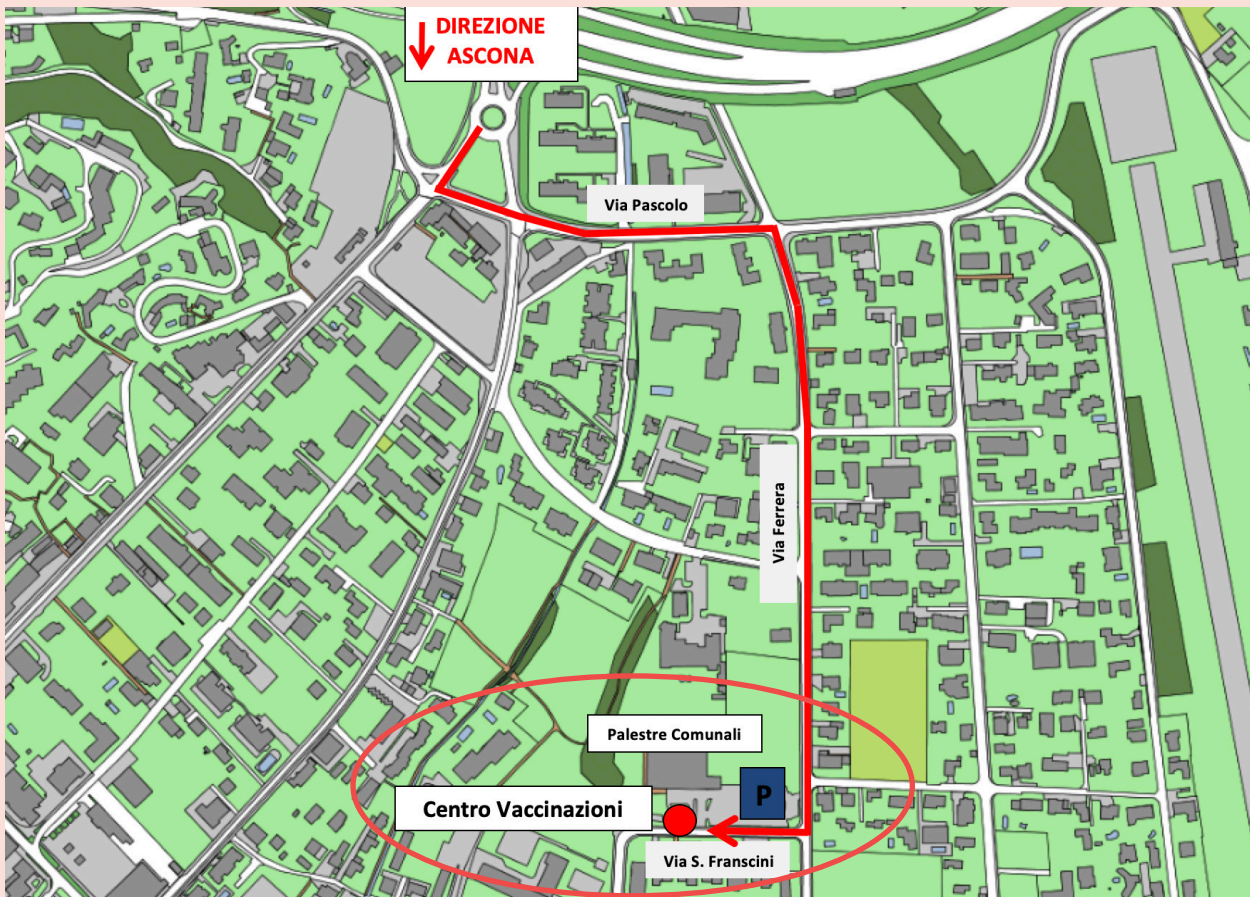 DIREZIONE
ASCONA
Via Pascolo
Via Ferrera
Palestre Comunali
P
Centro Vaccinazioni
Via S. Franscini